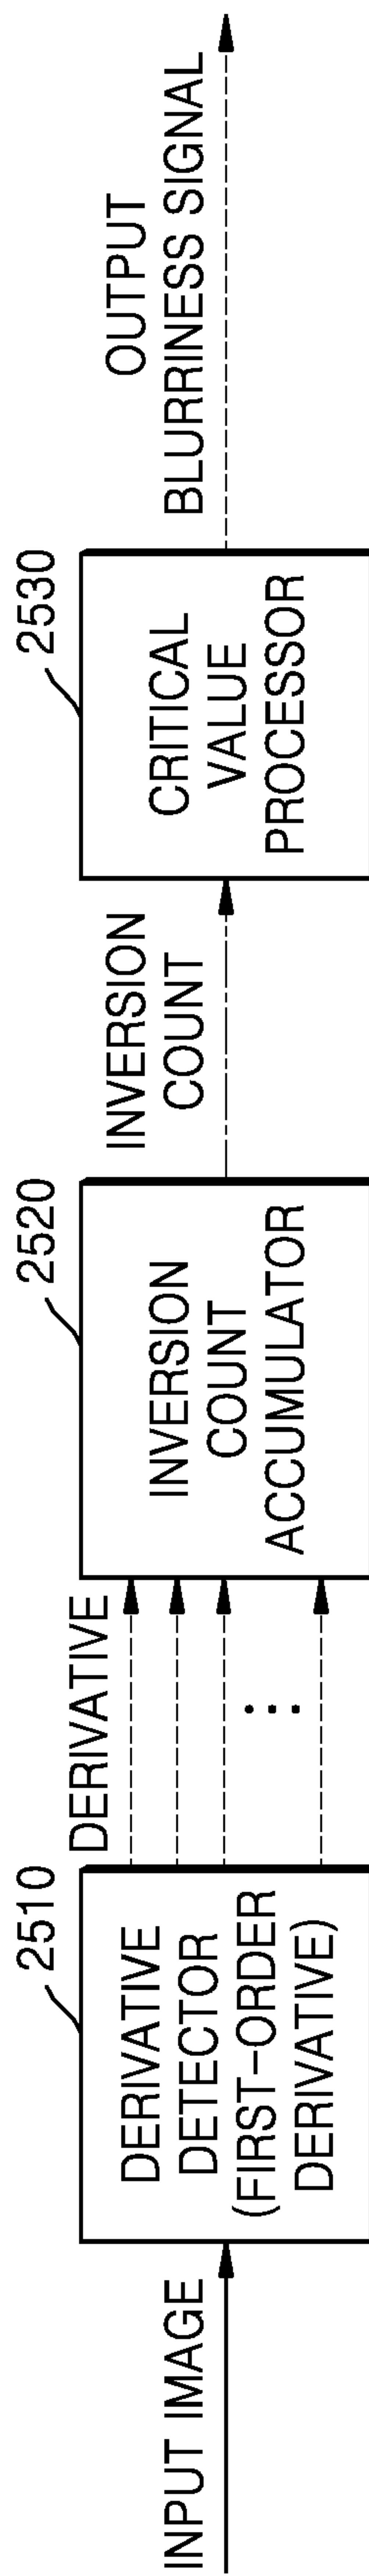 INPUT IMAGE
2510
DERIVATIVE
DETECTOR
(FIRST-ORDER
DERIVATIVE)
DERIVATIVE
2520
INVERSION
COUNT
ACCUMULATOR
INVERSION
COUNT
2530
CRITICAL
VALUE
PROCESSOR
OUTPUT
BLURRINESS SIGNAL